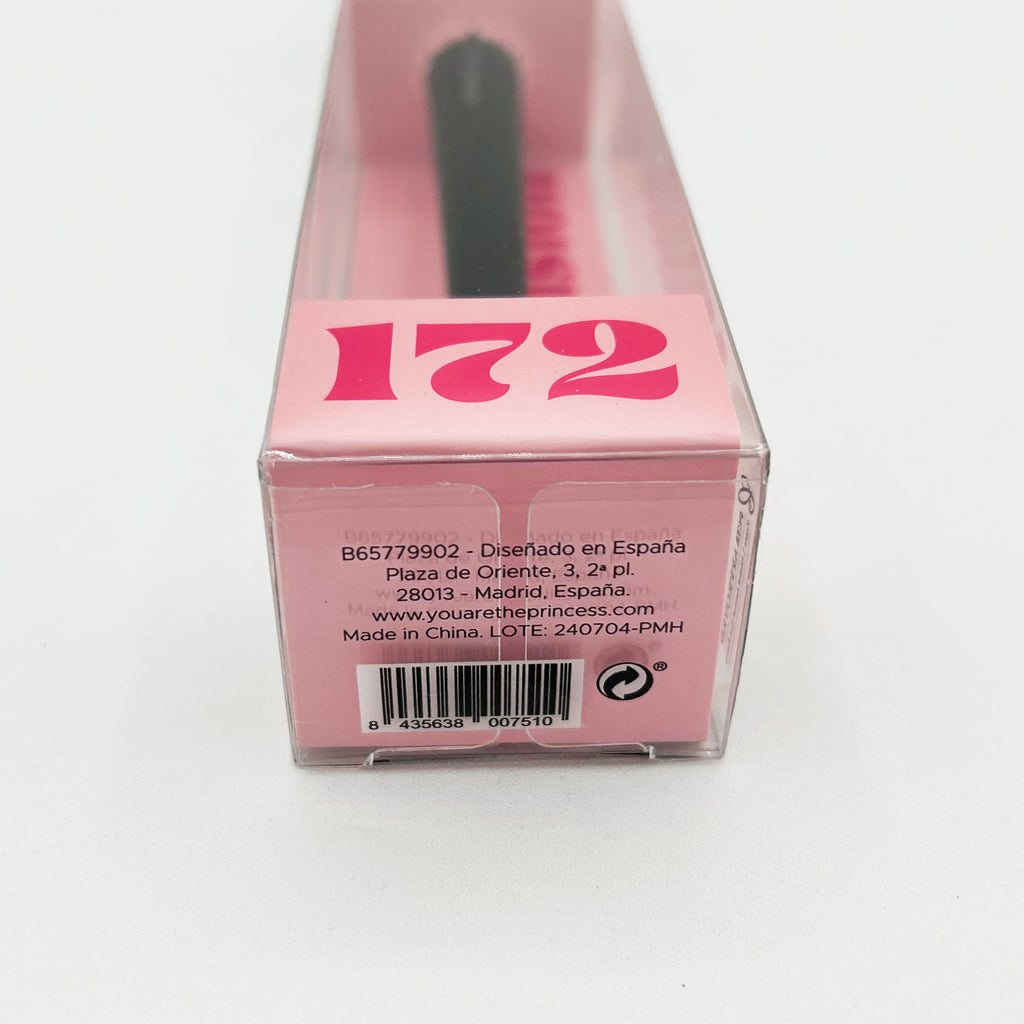 172
B65779902 - Diseñado en España
Plaza de Oriente, 3, 2ª pl.
28013 - Madrid, España.
www.youaretheprincess.com
Made in China. LOTE: 240704-PMH
®
8 435638 007510